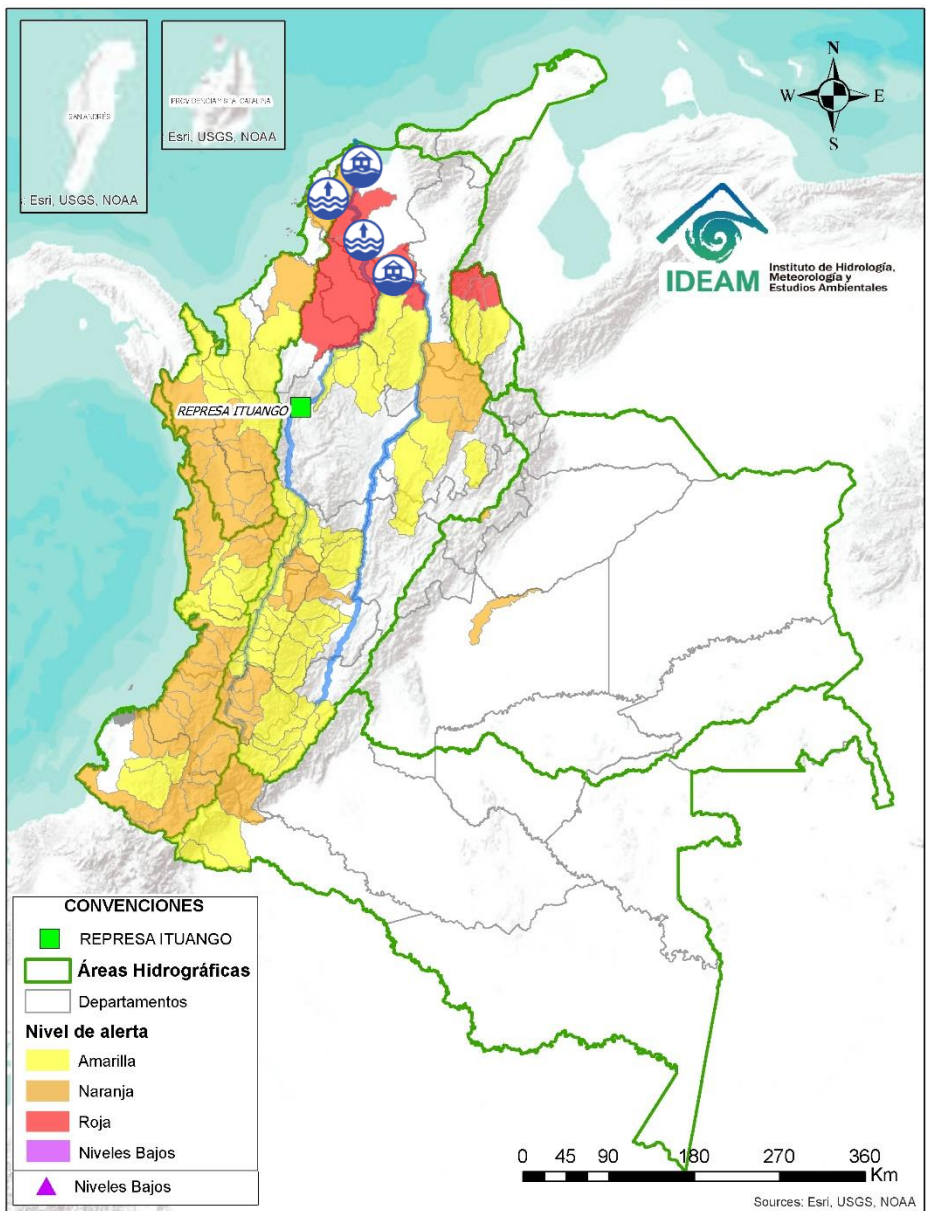 SAN ANDRÉS
: Esri, USGS, NOAA
PROVIDENCIA Y STA. CATALINA
Esri, USGS, NOAA
N
W
E
S
IDEAM
Instituto de Hidrología,
Meteorología y
Estudios Ambientales
REPRESA ITUANGO
CONVENCIONES
REPRESA ITUANGO
Áreas Hidrográficas
Departamentos
Nivel de alerta
Amarilla
Naranja
Roja
Niveles Bajos
Niveles Bajos
0 45 90 180 270 360
Km
Sources: Esri, USGS, NOAA